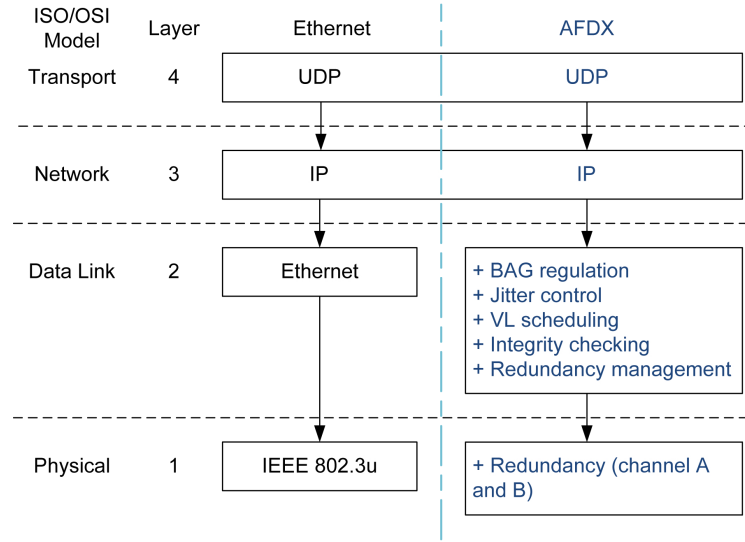 ISO/OSI
Model
Layer
Ethernet
AFDX
Transport
4
UDP
UDP
Network
3
IP
IP
Data Link
2
Ethernet
+ BAG regulation
+ Jitter control
+ VL scheduling
+ Integrity checking
+ Redundancy management
Physical
1
IEEE 802.3u
+ Redundancy (channel A
and B)